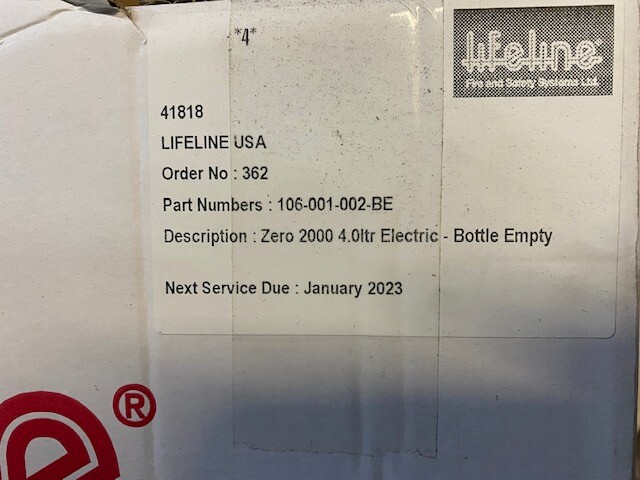 *4*
lifeline
Fire and Safety Systems Ltd.
41818
LIFELINE USA
Order No : 362
Part Numbers : 106-001-002-BE
Description : Zero 2000 4.0ltr Electric - Bottle Empty
Next Service Due : January 2023
e®